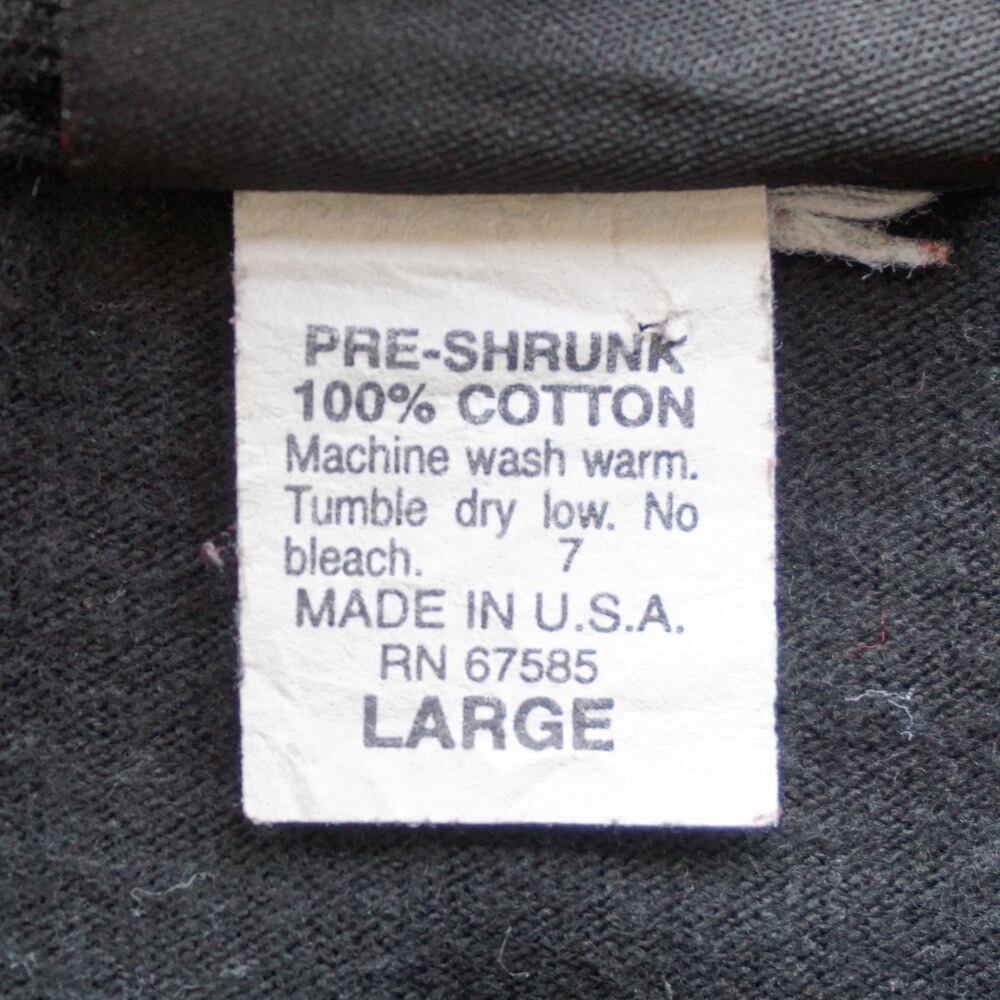 PRE-SHRUNK
100% COTTON
Machine wash warm.
Tumble dry low. No
bleach. 7
MADE IN U.S.A.
RN 67585
LARGE